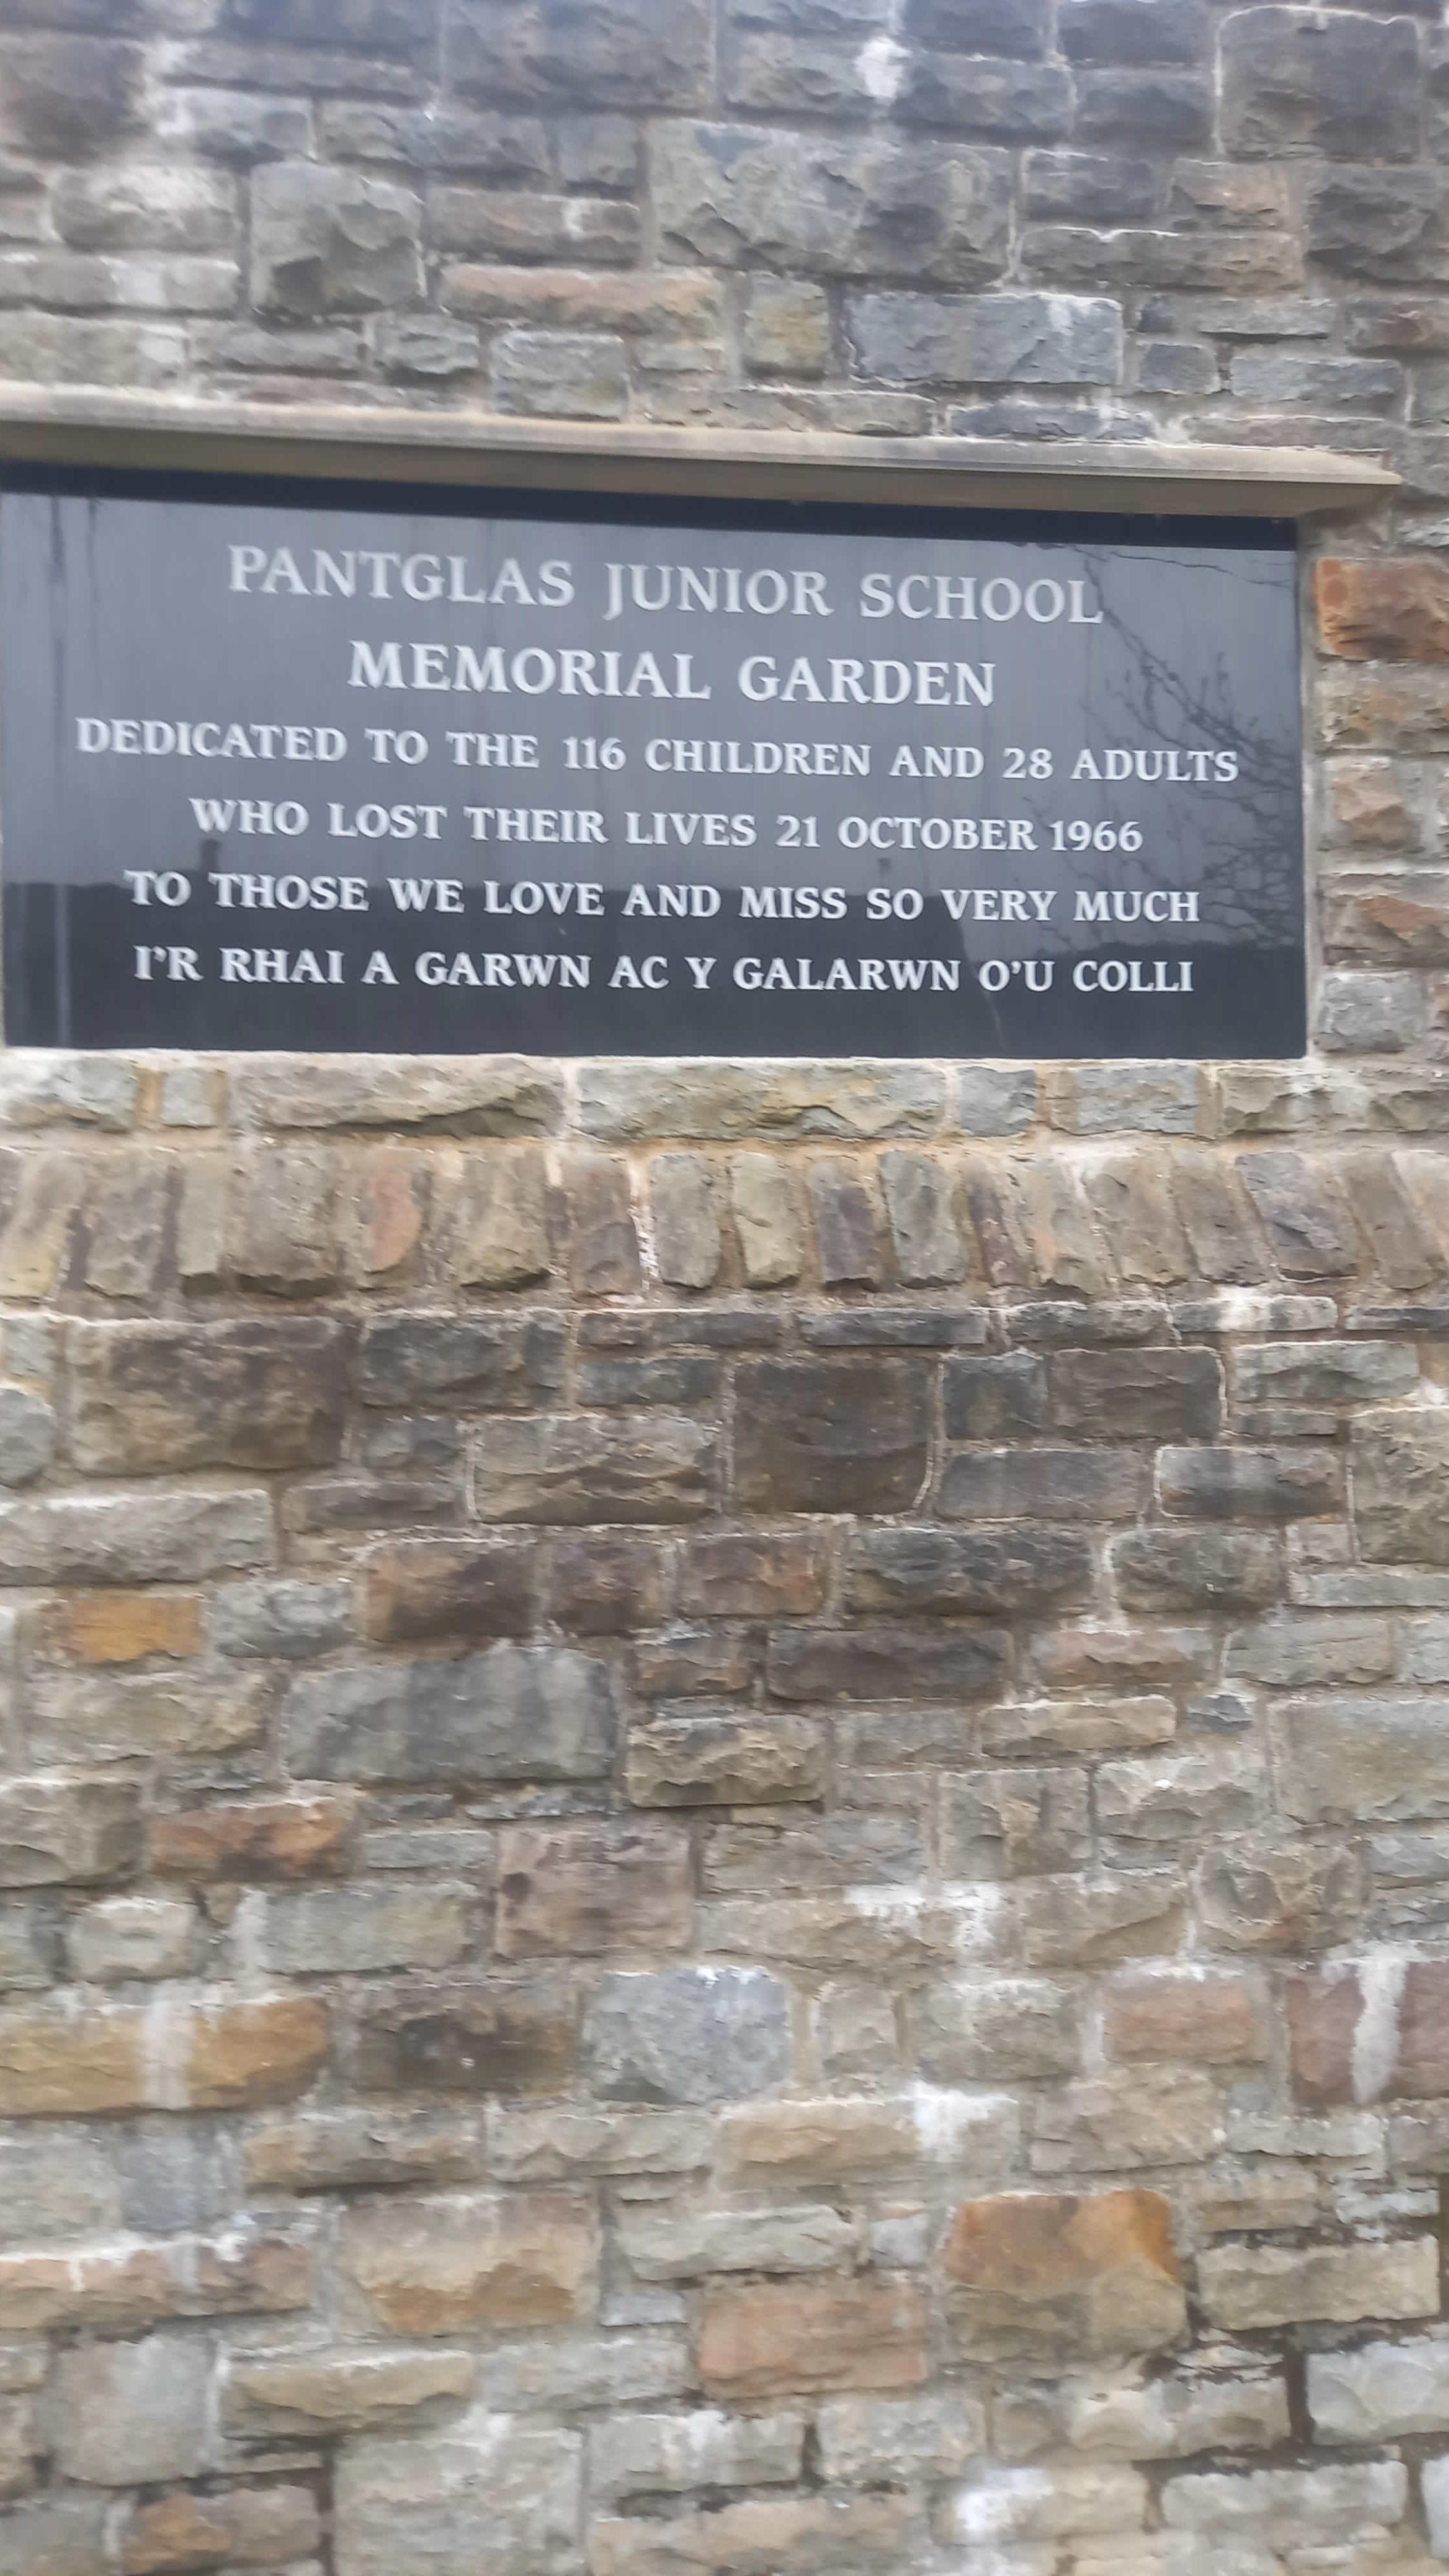 PANTGLAS JUNIOR SCHOOL
MEMORIAL GARDEN
DEDICATED TO THE 116 CHILDREN AND 28 ADULTS
WHO LOST THEIR LIVES 21 OCTOBER 1966
TO THOSE WE LOVE AND MISS SO VERY MUCH
I'R RHAI A GARWN AC Y GALARWN O'U COLLI